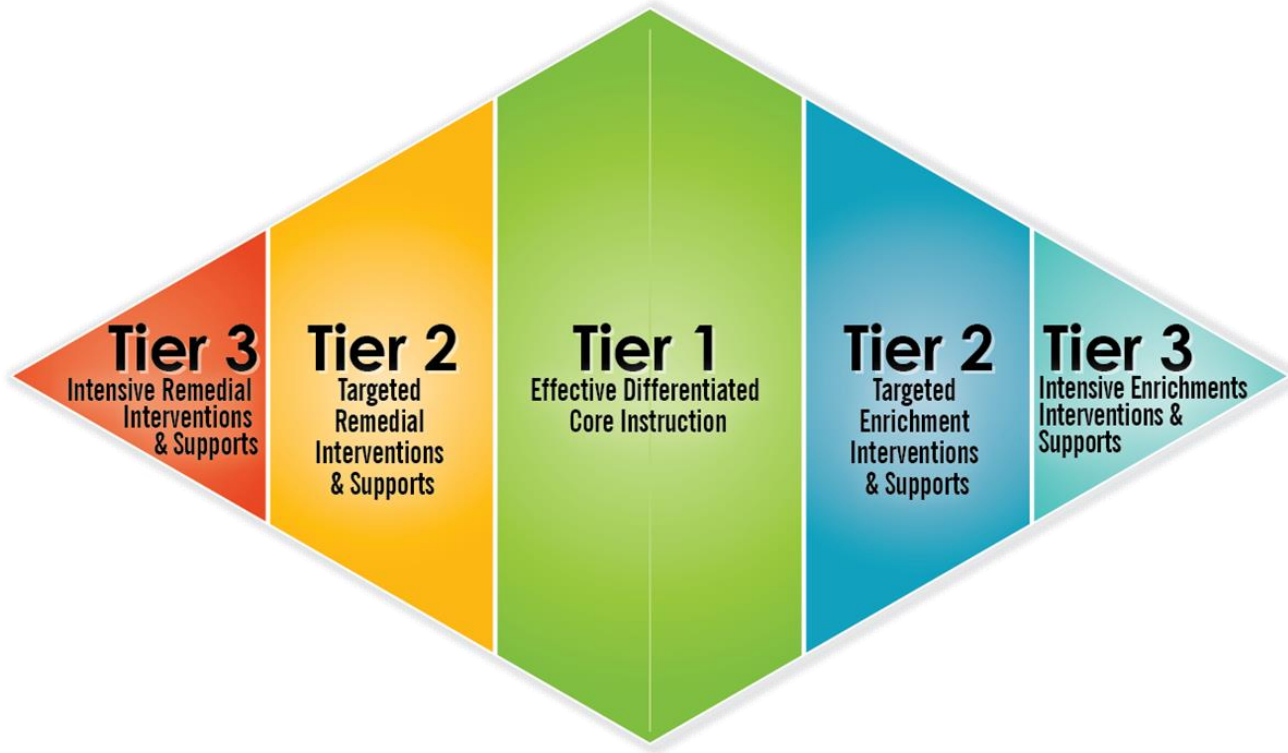 Tier 3
Intensive Remedial
Interventions
& Supports
Tier 2
Targeted
Remedial
Interventions
& Supports
Tier 1
Effective Differentiated
Core Instruction
Tier 2
Targeted
Enrichment
Interventions
& Supports
Tier 3
Intensive Enrichments
Interventions &
Supports